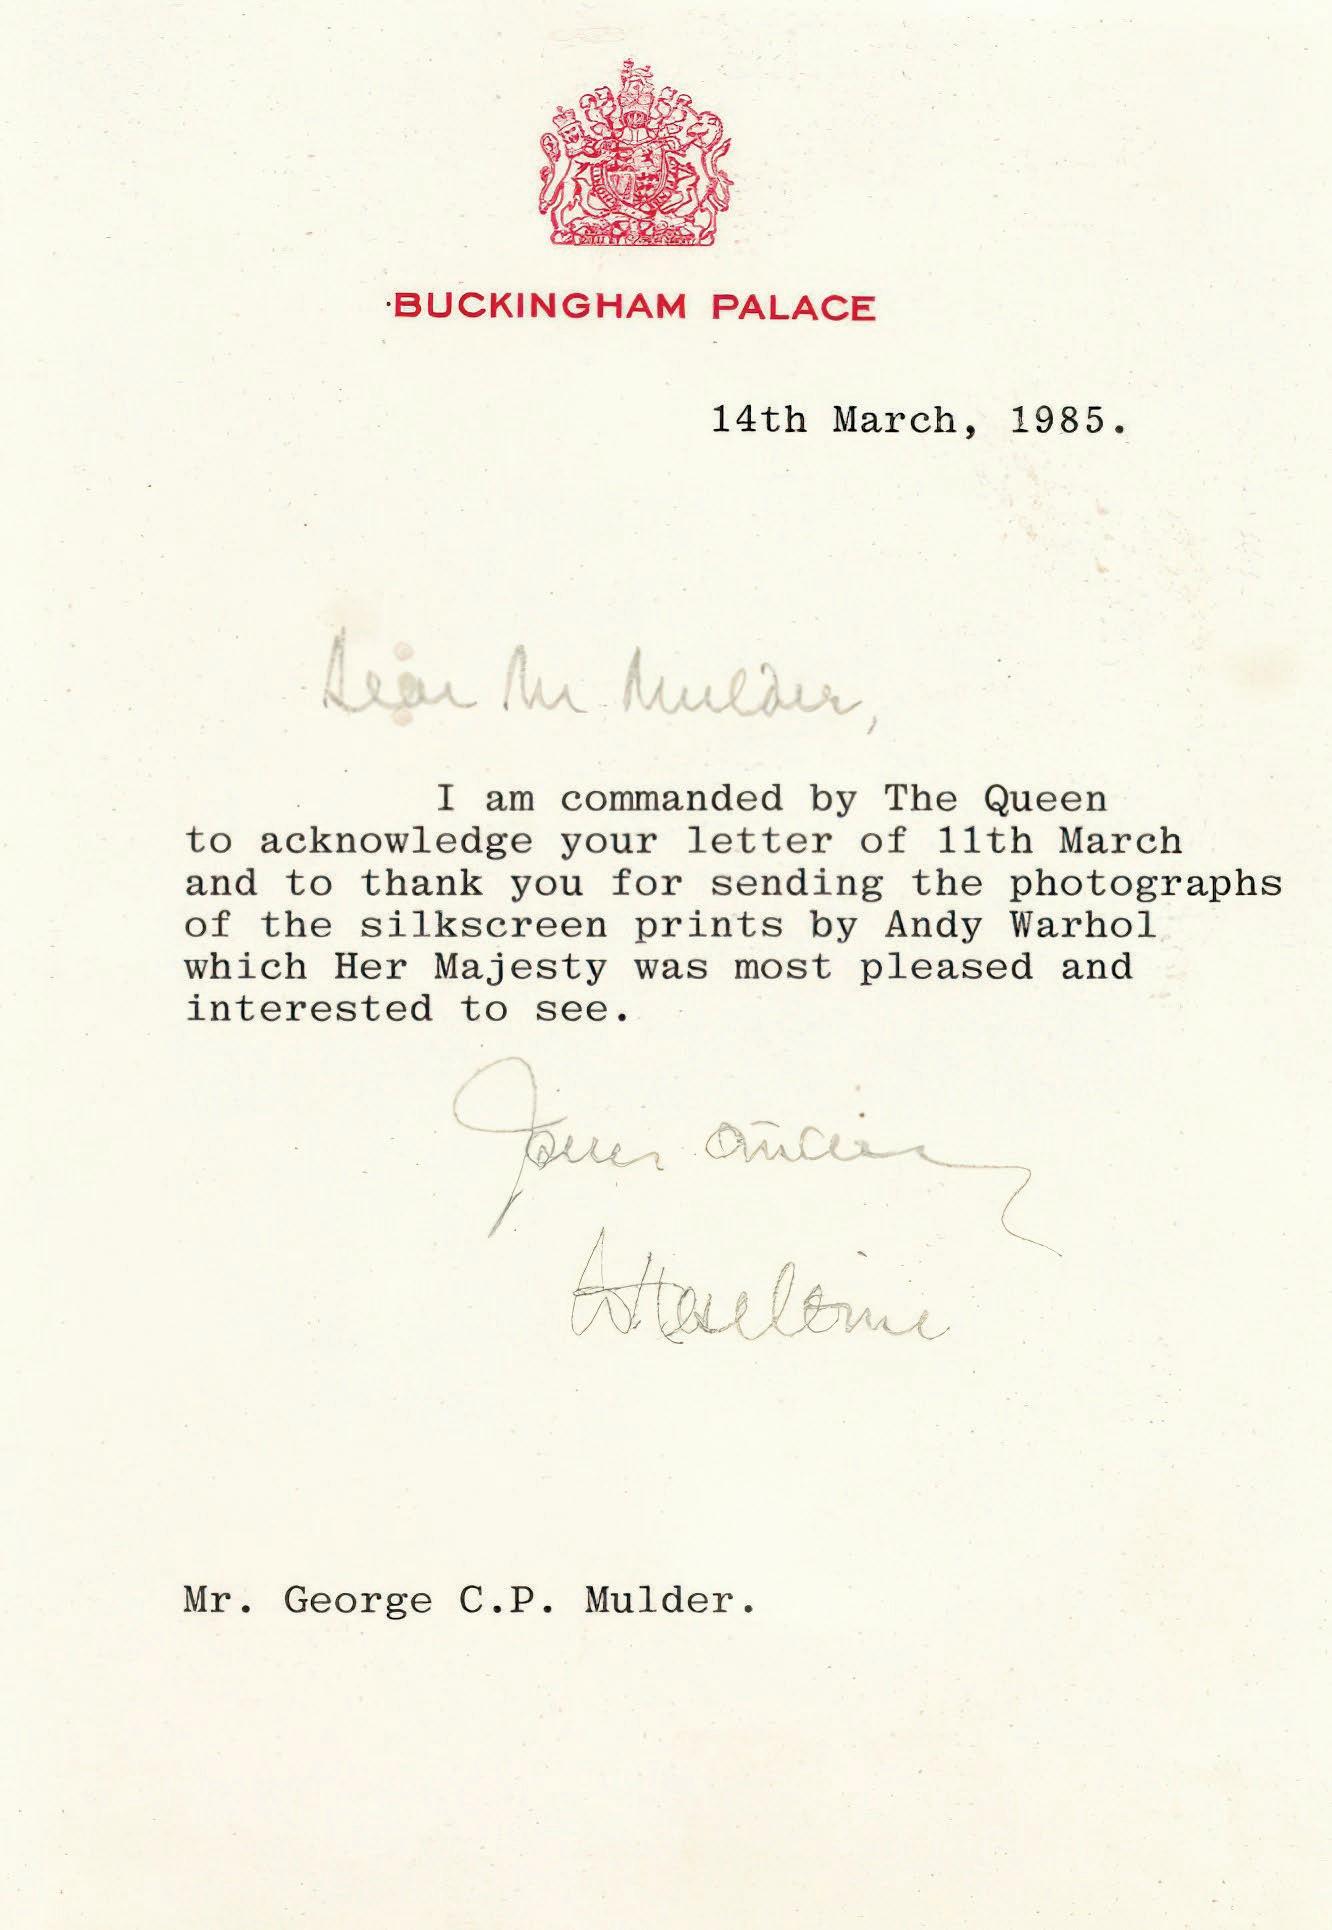 BUCKINGHAM PALACE
14th March, 1985.
Dear Mr Mulder,
I am commanded by The Queen
to acknowledge your letter of 11th March
and to thank you for sending the photographs
of the silkscreen prints by Andy Warhol
which Her Majesty was most pleased and
interested to see.
Yours sincerely
W Heseltine
Mr. George C.P. Mulder.